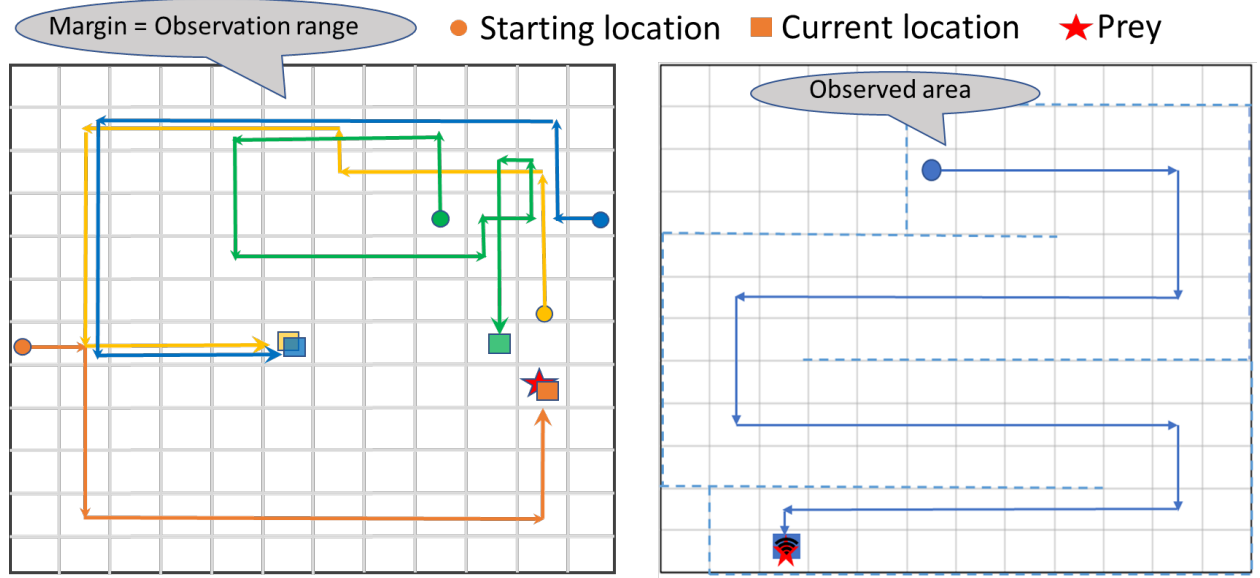 Margin = Observation range
Starting location
Current location
Prey
Observed area